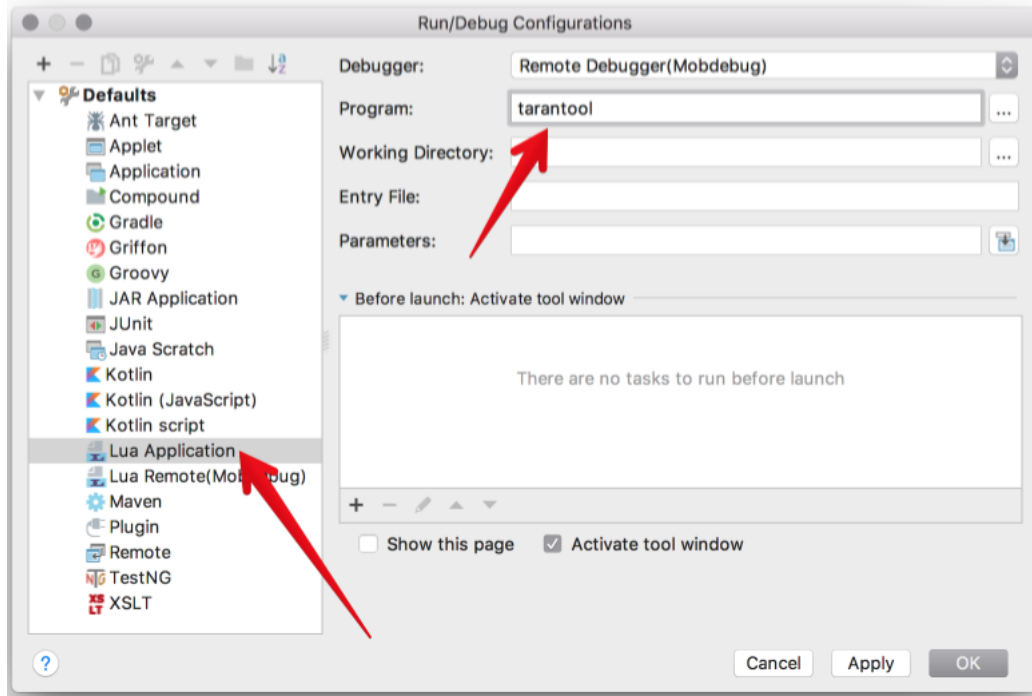 Run/Debug Configurations
Defaults
Ant Target
Applet
Application
Compound
Gradle
Griffon
G Groovy
JAR Application
JUnit
Java Scratch
Kotlin
Kotlin (JavaScript)
Kotlin script
Lua Application
Lua Remote(Mob bug)
Maven
Plugin
Remote
NG TestNG
XS LT XSLT
Debugger: Remote Debugger(Mobdebug)
Program: tarantool ...
Working Directory: ...
Entry File:
Parameters:
Before launch: Activate tool window
There are no tasks to run before launch
Show this page Activate tool window
? Cancel Apply OK